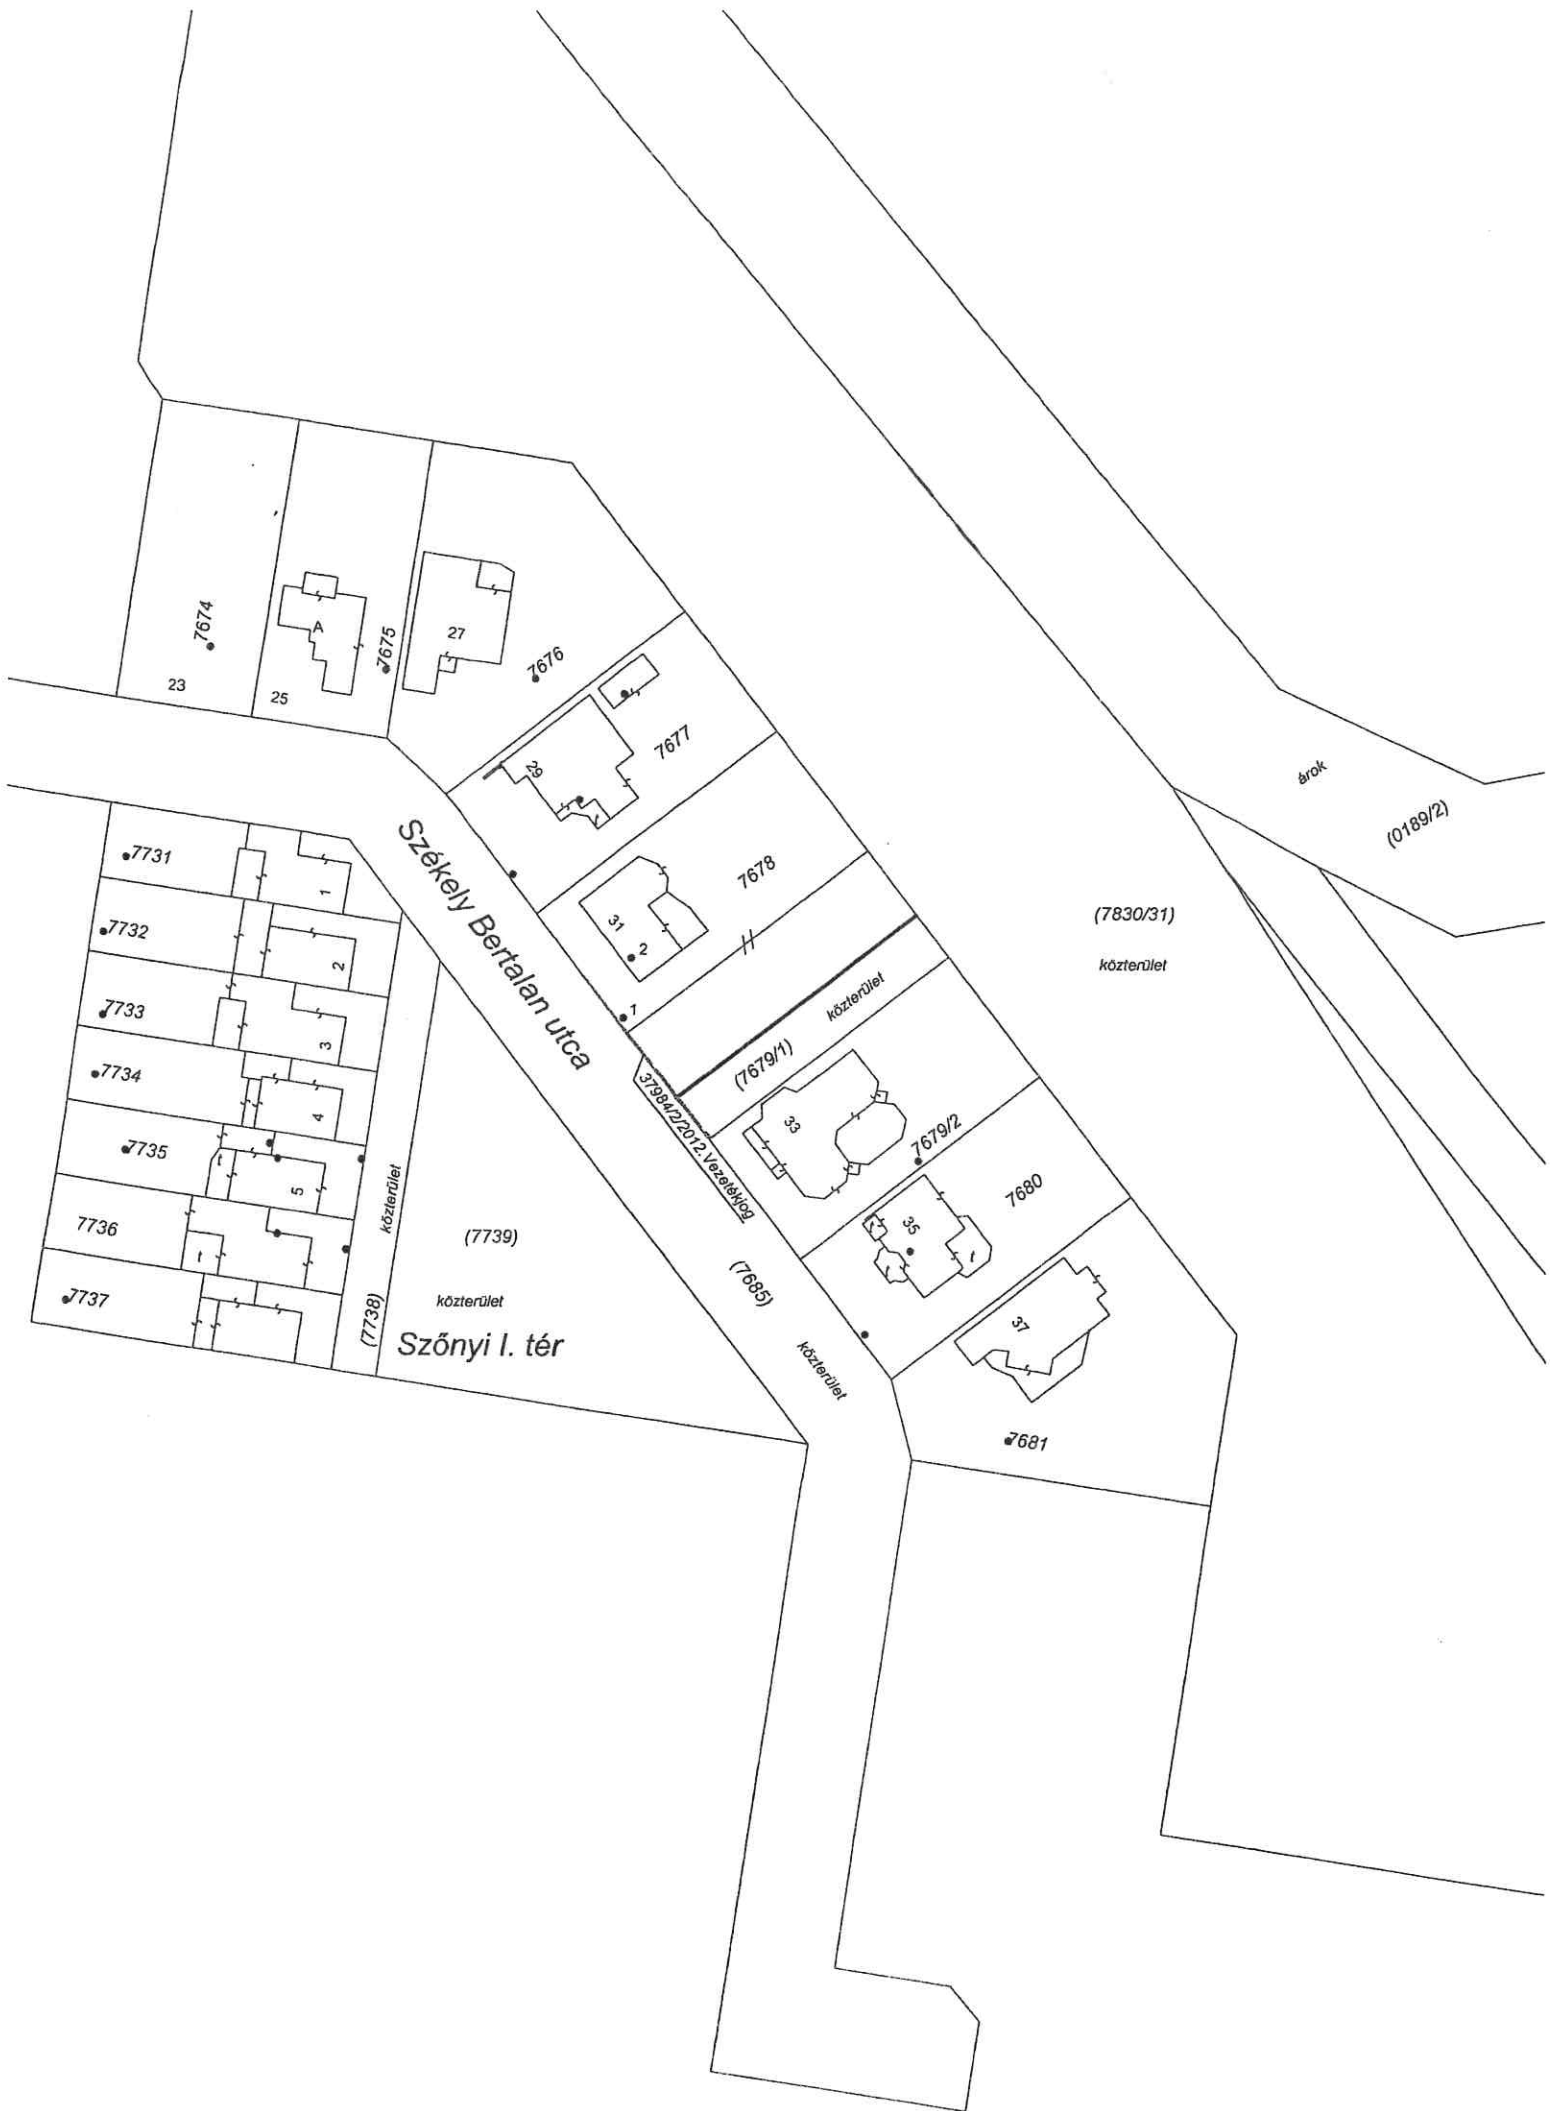 7674
23
A
25
7675
27
7676
29
7677
31
2
7678
1
közterület
(7679/1)
33
7679/2
35
t
7680
37
7681
37984/2/2012.Vezetékjog
Székely Bertalan utca
(7685)
közterület
(7830/31)
közterület
árok
(0189/2)
7731
1
7732
2
7733
3
7734
4
7735
t
5
7736
t
7737
közterület
(7738)
(7739)
közterület
Szőnyi I. tér